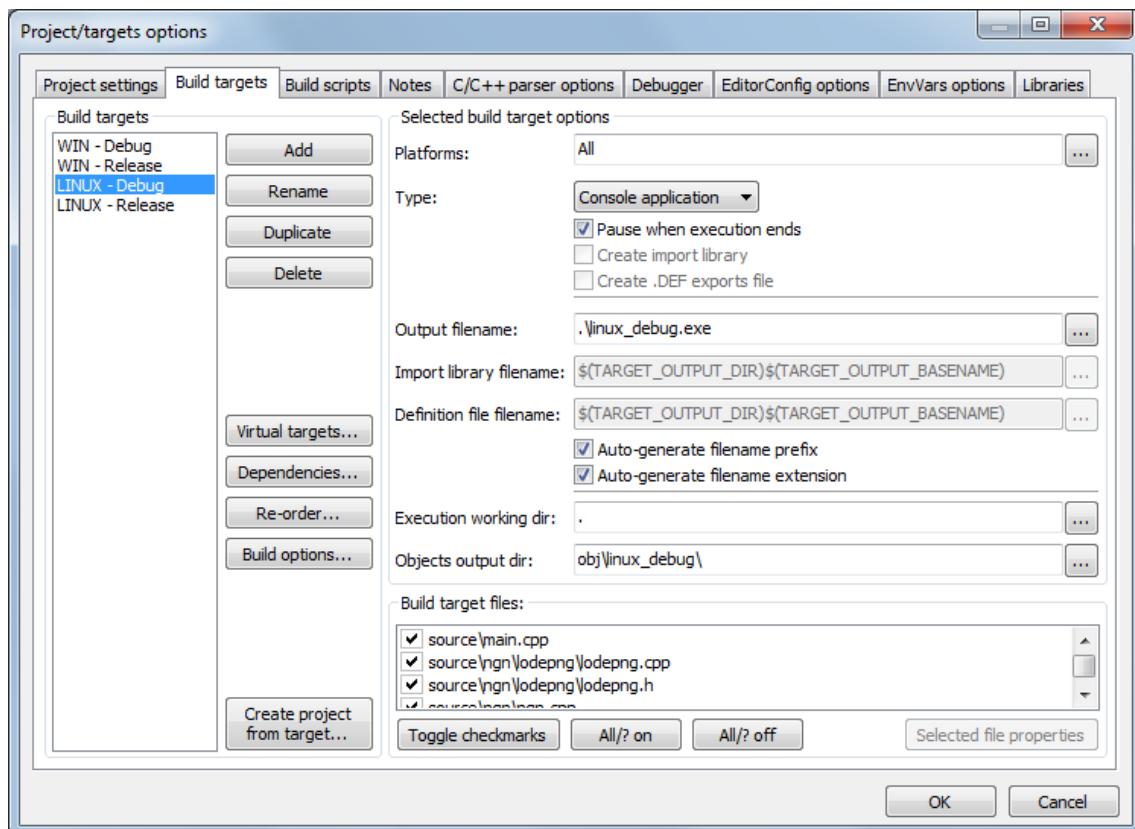 Project/targets options
Project settings
Build targets
Build scripts
Notes
C/C++ parser options
Debugger
EditorConfig options
EnvVars options
Libraries
Build targets
WIN - Debug
WIN - Release
LINUX - Debug
LINUX - Release
Add
Rename
Duplicate
Delete
Virtual targets...
Dependencies...
Re-order...
Build options...
Create project
from target...
Selected build target options
Platforms:
All
...
Type:
Console application
Pause when execution ends
Create import library
Create .DEF exports file
Output filename:
.\linux_debug.exe
...
Import library filename:
$(TARGET_OUTPUT_DIR)$(TARGET_OUTPUT_BASENAME)
...
Definition file filename:
$(TARGET_OUTPUT_DIR)$(TARGET_OUTPUT_BASENAME)
...
Auto-generate filename prefix
Auto-generate filename extension
Execution working dir:
.
...
Objects output dir:
obj\linux_debug\
...
Build target files:
source\main.cpp
source\ngn\lodepng\lodepng.cpp
source\ngn\lodepng\lodepng.h
source\ngn\ngn.cpp
Toggle checkmarks
All/? on
All/? off
Selected file properties
OK
Cancel